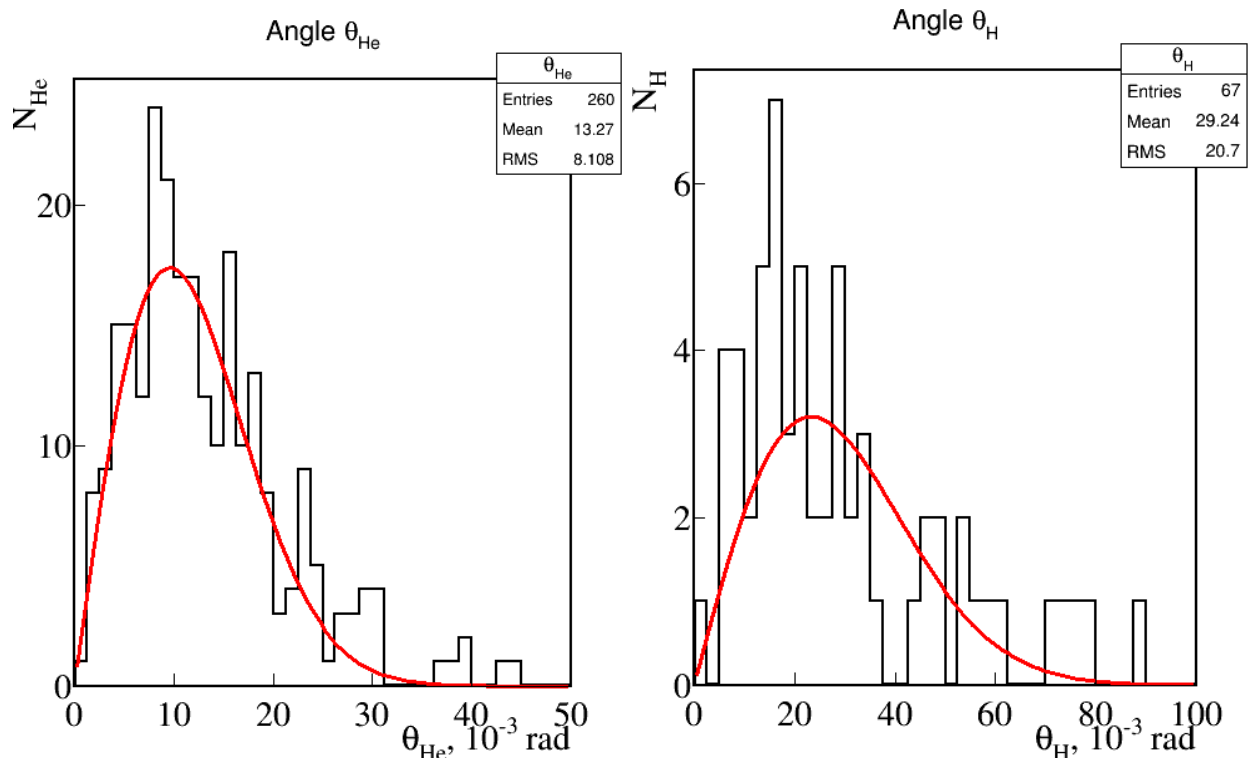 Angle θHe
θHe
Entries 260
Mean 13.27
RMS 8.108
NHe
20
10
0
0 10 20 30 40 50
θHe, 10-3 rad
Angle θH
θH
Entries 67
Mean 29.24
RMS 20.7
NH
6
4
2
0
0 20 40 60 80 100
θH, 10-3 rad